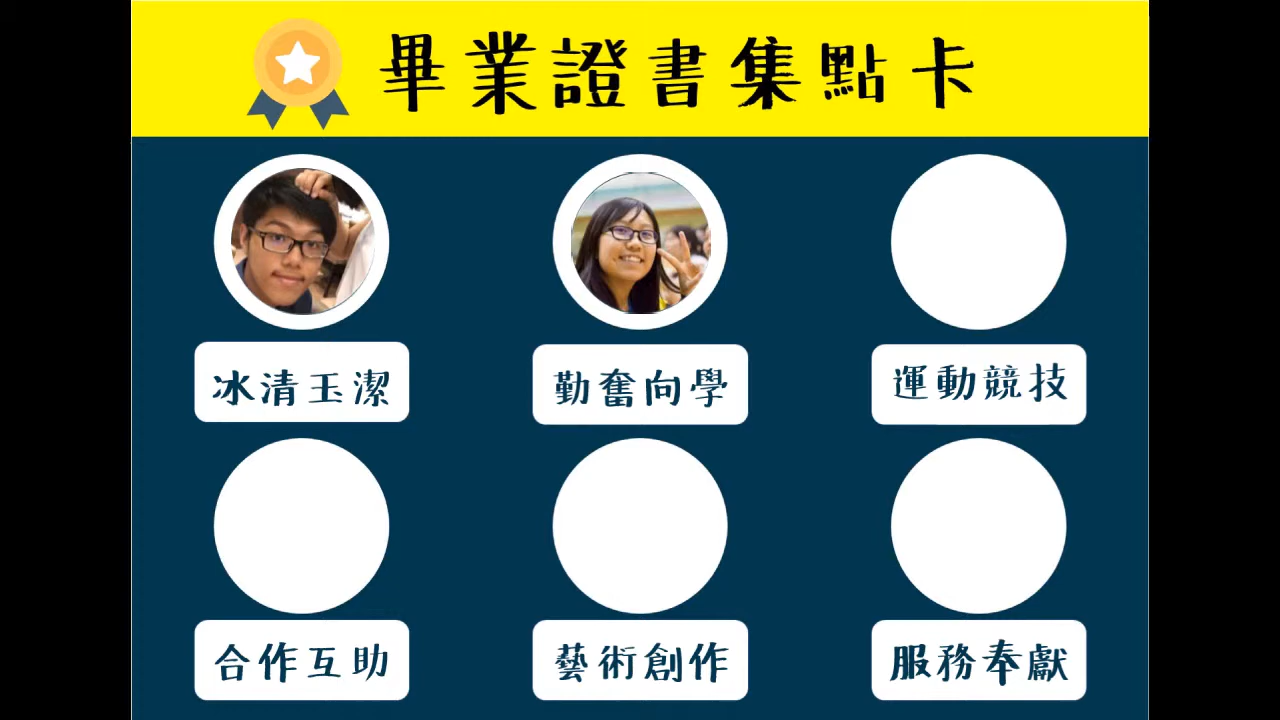 畢業證書集點卡
冰清玉潔
勤奮向學
運動競技
合作互助
藝術創作
服務奉獻